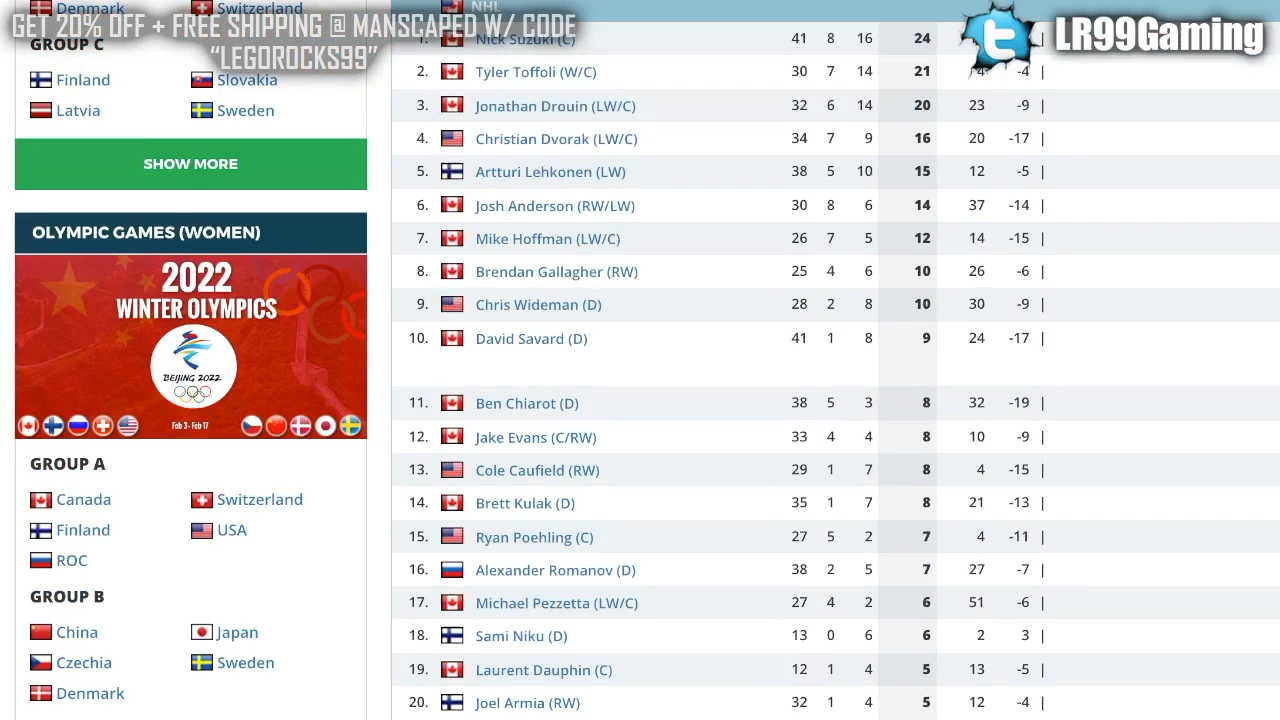 Denmark Switzerland
GET 20% OFF + FREE SHIPPING @ MANSCAPED W/ CODE
"LEGOROCKS99"
GROUP C
Finland Slovakia
Latvia Sweden
SHOW MORE
OLYMPIC GAMES (WOMEN)
2022
WINTER OLYMPICS
BEIJING 2022
Feb 3 - Feb 17
GROUP A
Canada Switzerland
Finland USA
ROC
GROUP B
China Japan
Czechia Sweden
Denmark
NHL
LR99Gaming
1. Nick Suzuki (C) 41 8 16 24 |
2. Tyler Toffoli (W/C) 30 7 14 21 4 -4 |
3. Jonathan Drouin (LW/C) 32 6 14 20 23 -9 |
4. Christian Dvorak (LW/C) 34 7 9 16 20 -17 |
5. Artturi Lehkonen (LW) 38 5 10 15 12 -5 |
6. Josh Anderson (RW/LW) 30 8 6 14 37 -14 |
7. Mike Hoffman (LW/C) 26 7 5 12 14 -15 |
8. Brendan Gallagher (RW) 25 4 6 10 26 -6 |
9. Chris Wideman (D) 28 2 8 10 30 -9 |
10. David Savard (D) 41 1 8 9 24 -17 |
11. Ben Chiarot (D) 38 5 3 8 32 -19 |
12. Jake Evans (C/RW) 33 4 4 8 10 -9 |
13. Cole Caufield (RW) 29 1 7 8 4 -15 |
14. Brett Kulak (D) 35 1 7 8 21 -13 |
15. Ryan Poehling (C) 27 5 2 7 4 -11 |
16. Alexander Romanov (D) 38 2 5 7 27 -7 |
17. Michael Pezzetta (LW/C) 27 4 2 6 51 -6 |
18. Sami Niku (D) 13 0 6 6 2 3 |
19. Laurent Dauphin (C) 12 1 4 5 13 -5 |
20. Joel Armia (RW) 32 1 4 5 12 -4 |